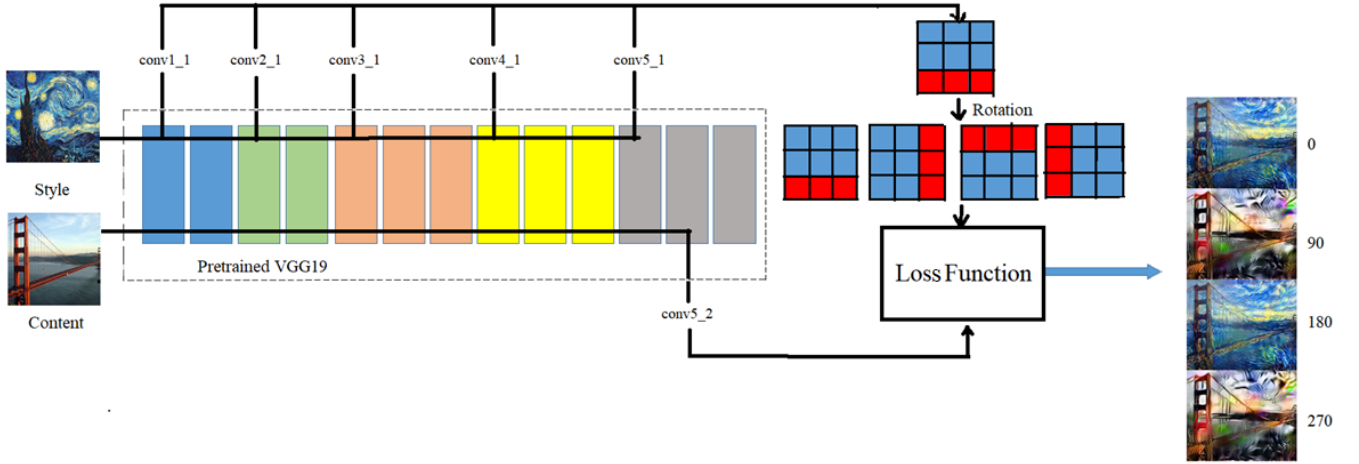 conv1_1 conv2_1 conv3_1 conv4_1 conv5_1
Rotation
Style
Pretrained VGG19
Content
conv5_2
Loss Function
0
90
180
270